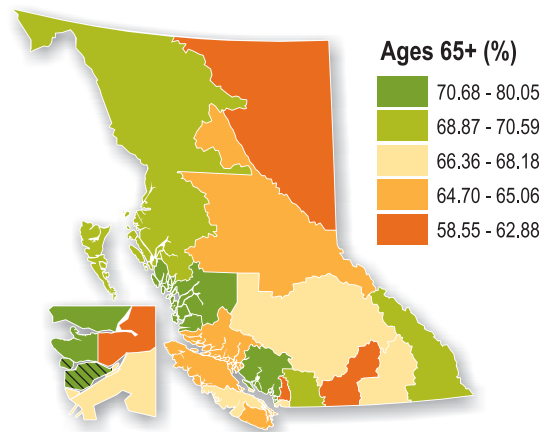 Ages 65+ (%)
70.68 - 80.05
68.87 - 70.59
66.36 - 68.18
64.70 - 65.06
58.55 - 62.88